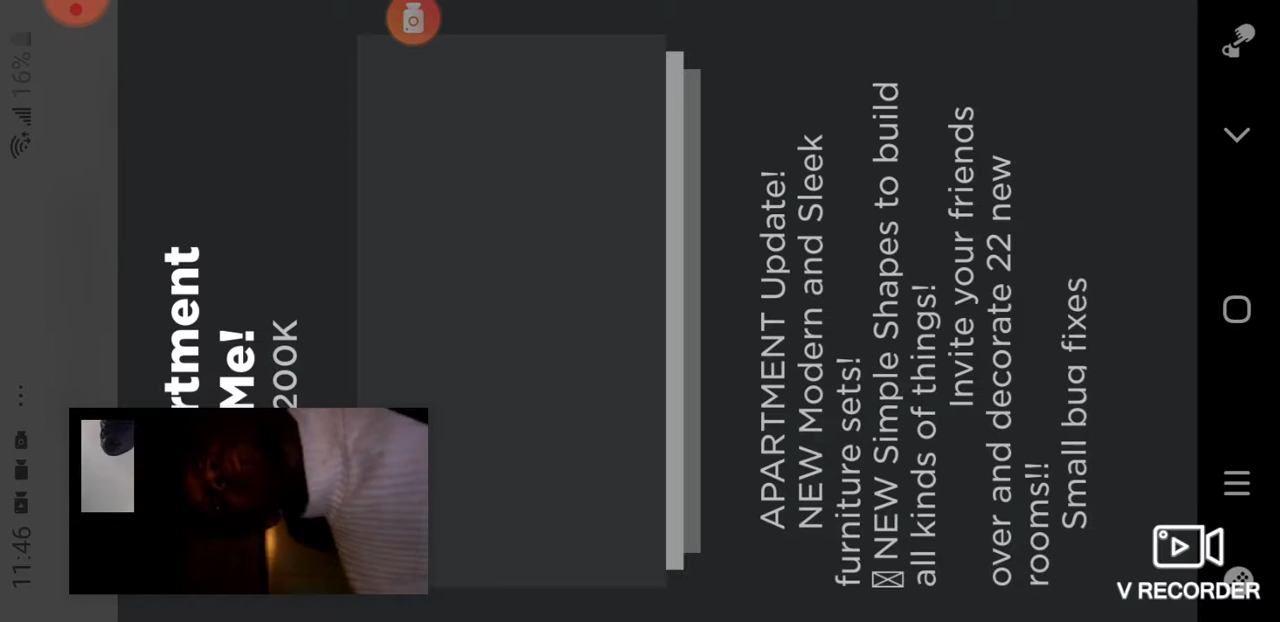 11:46
16%
rtment
Me!
200K
APARTMENT Update!
NEW Modern and Sleek
furniture sets!
NEW Simple Shapes to build
all kinds of things!
Invite your friends
over and decorate 22 new
rooms!!
Small bug fixes
V RECORDER